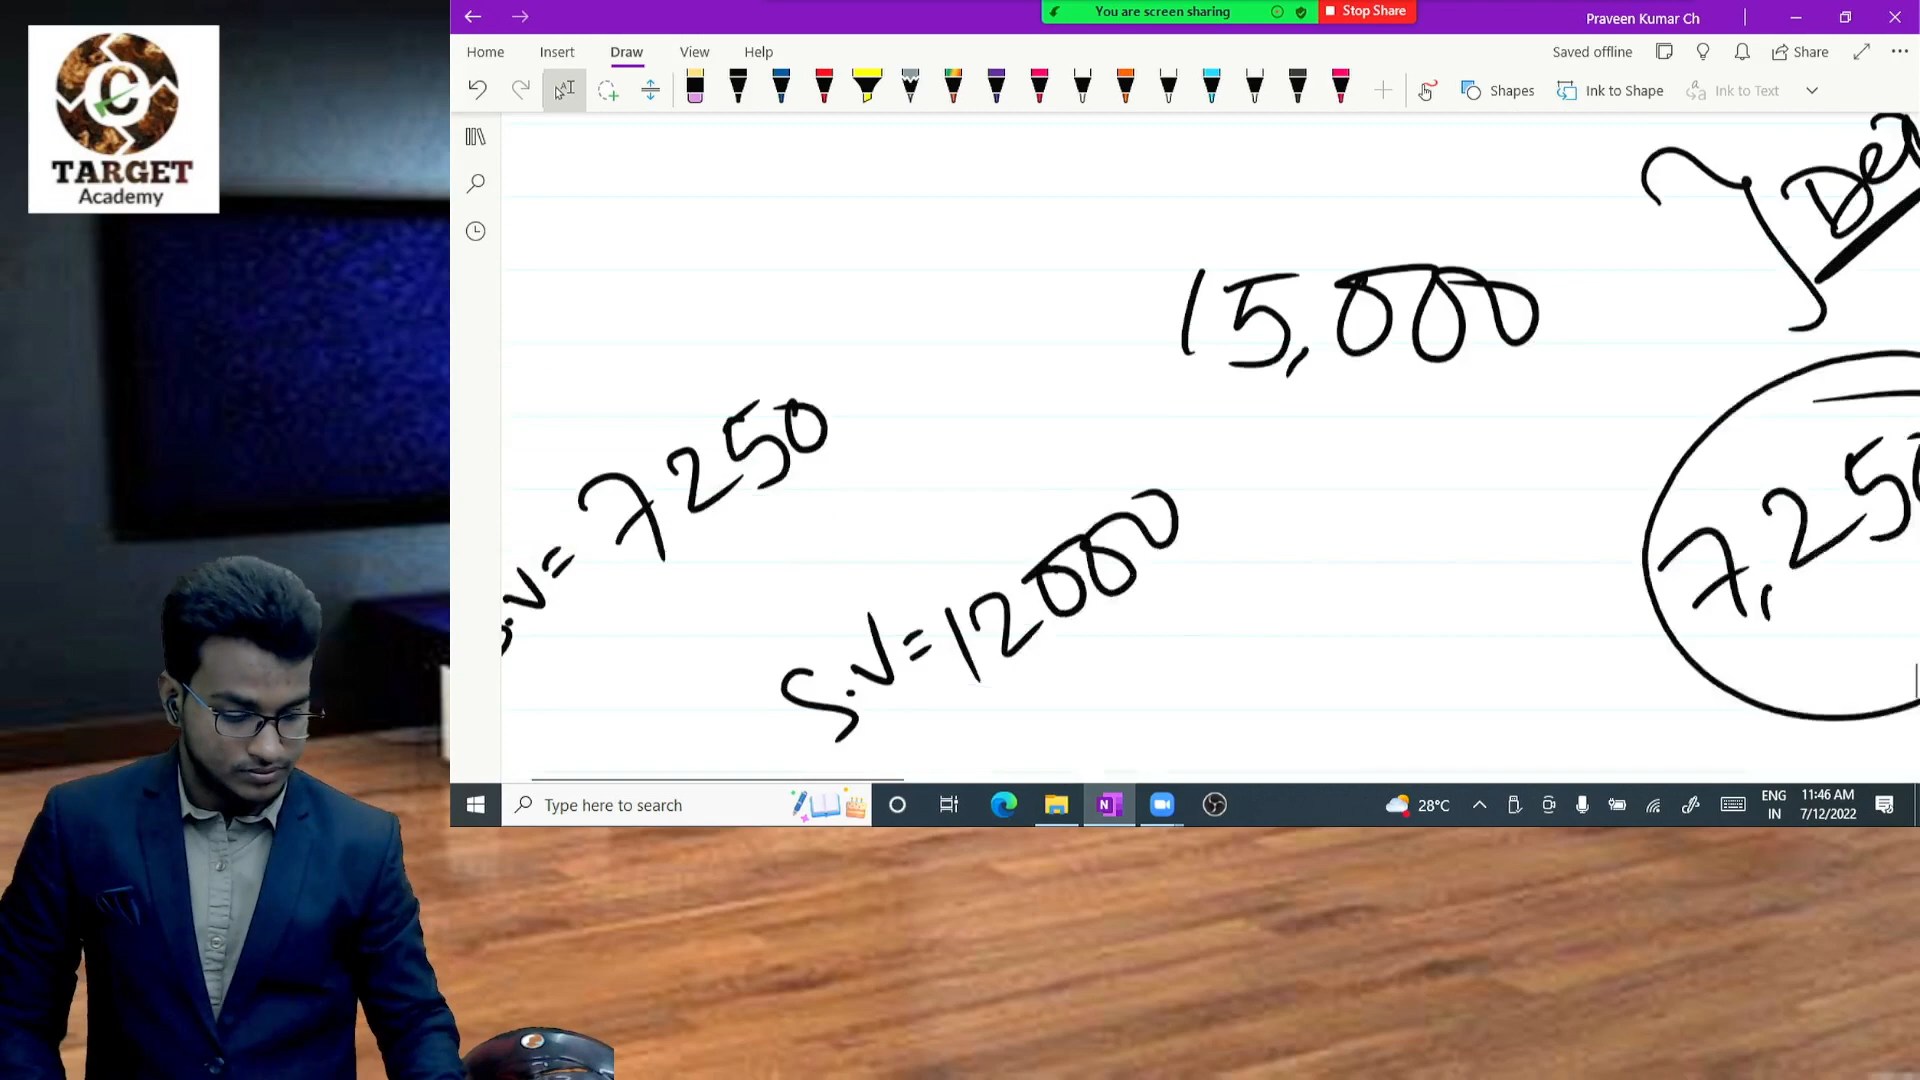 C
TARGET
Academy
You are screen sharing
Stop Share
Praveen Kumar Ch
Home
Insert
Draw
View
Help
Saved offline
Share
Shapes
Ink to Shape
Ink to Text
15,000
7,250
S.V= 7250
S.V=12000
Type here to search
N
28°C
ENG
IN
11:46 AM
7/12/2022